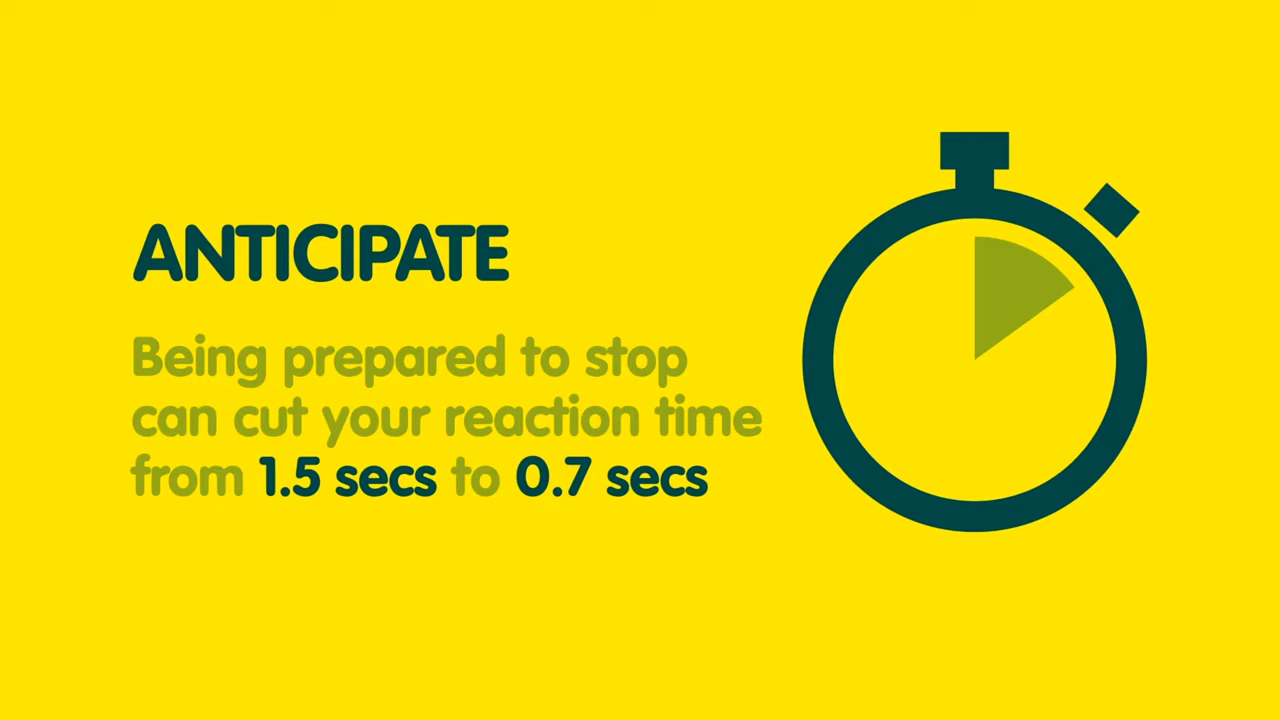 ANTICIPATE
Being prepared to stop
can cut your reaction time
from 1.5 secs to 0.7 secs